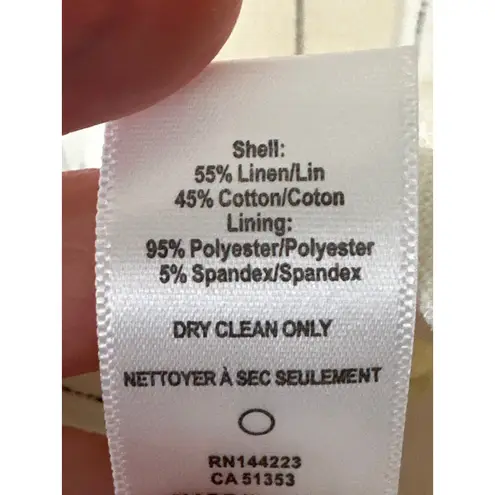 Shell:
55% Linen/Lin
45% Cotton/Coton
Lining:
95% Polyester/Polyester
5% Spandex/Spandex
DRY CLEAN ONLY
NETTOYER À SEC SEULEMENT
RN144223
CA 51353